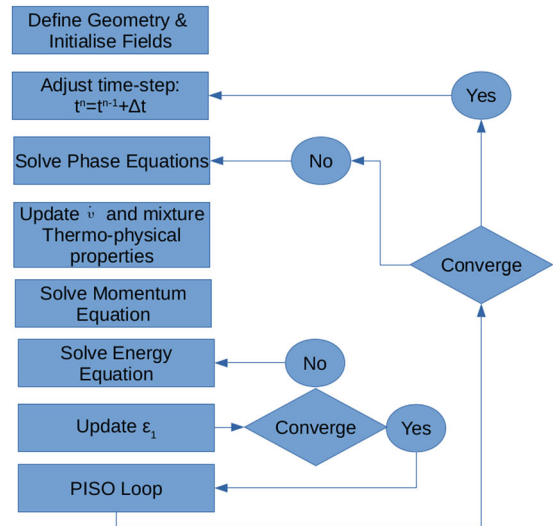 Define Geometry &
Initialise Fields
Adjust time-step:
tⁿ=tⁿ⁻¹+Δt
Yes
Solve Phase Equations
No
Update v̇ and mixture
Thermo-physical
properties
Converge
Solve Momentum
Equation
Solve Energy
Equation
No
Update ε₁
Converge
Yes
PISO Loop